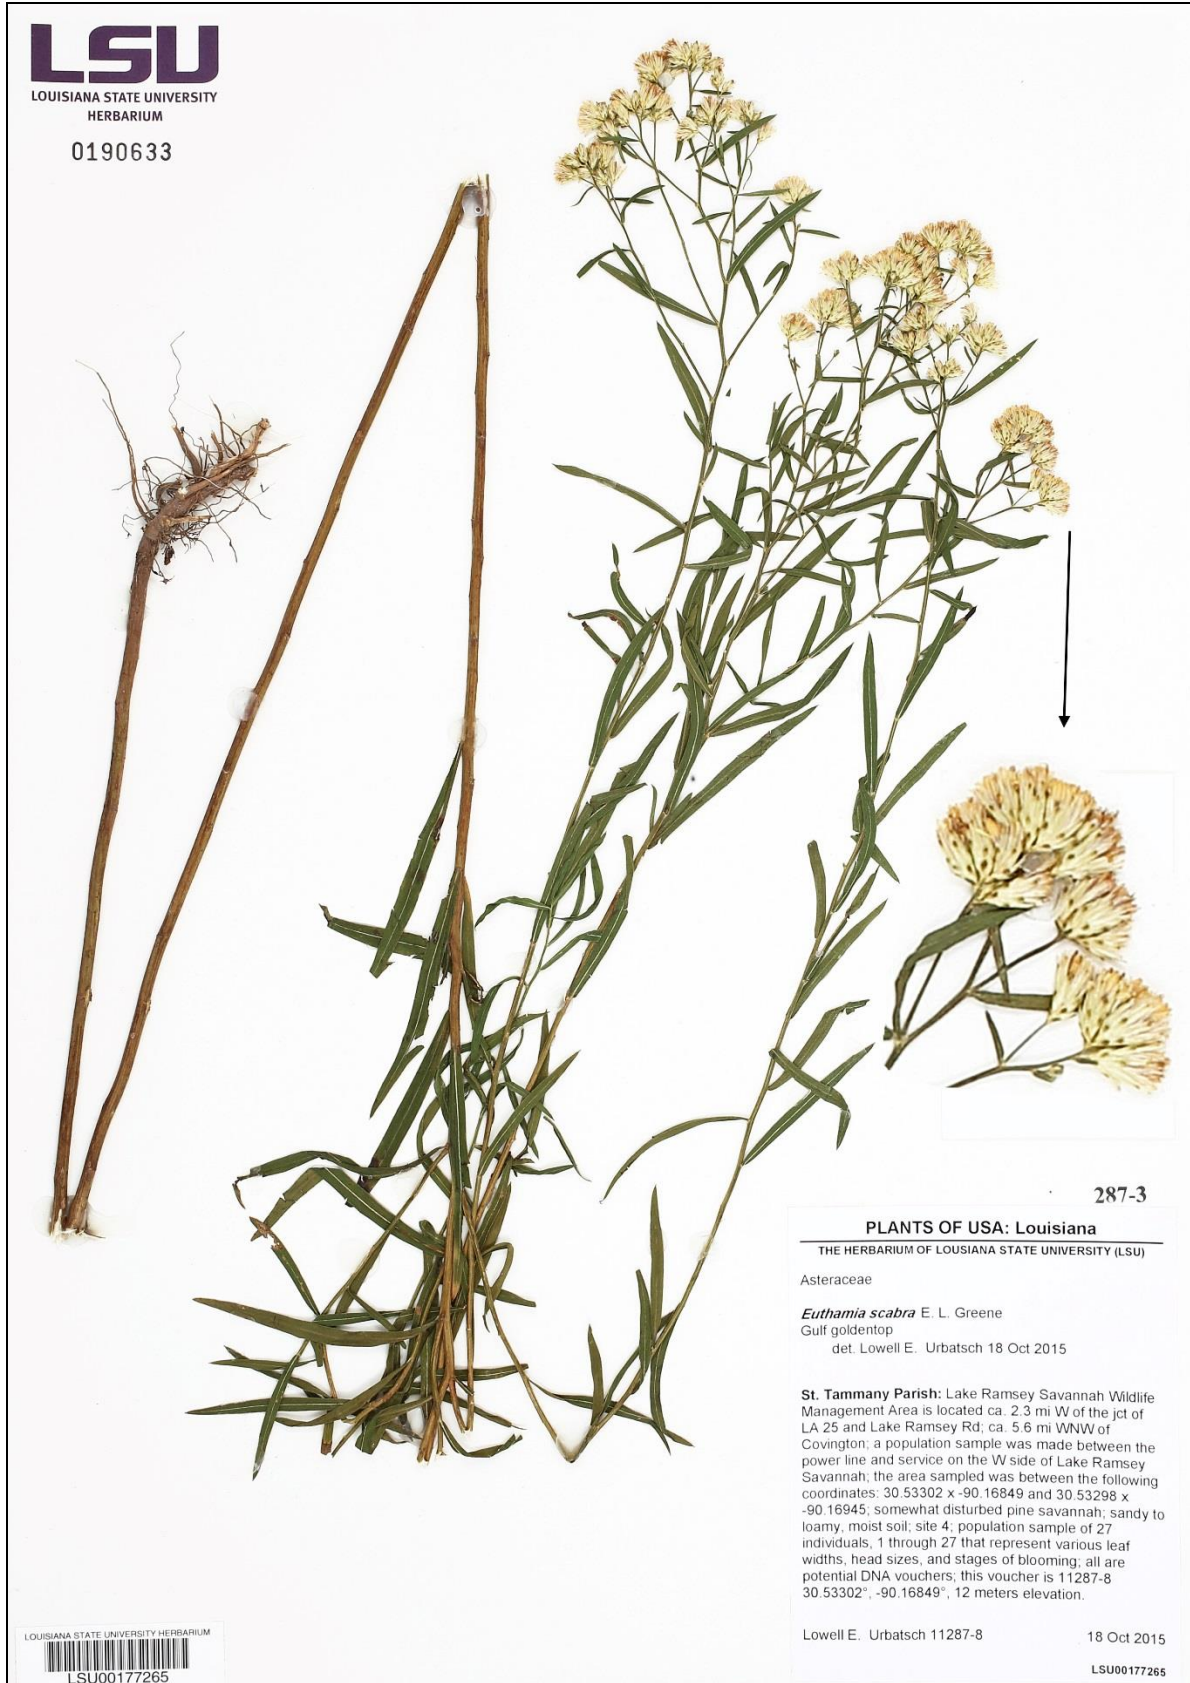 LSU
LOUISIANA STATE UNIVERSITY
HERBARIUM
0190633
287-3
PLANTS OF USA: Louisiana
THE HERBARIUM OF LOUSIANA STATE UNIVERSITY (LSU)
Asteraceae
Euthamia scabra E. L. Greene
Gulf goldentop
det. Lowell E. Urbatsch 18 Oct 2015
St. Tammany Parish: Lake Ramsey Savannah Wildlife
Management Area is located ca. 2.3 mi W of the jct of
LA 25 and Lake Ramsey Rd; ca. 5.6 mi WNW of
Covington; a population sample was made between the
power line and service on the W side of Lake Ramsey
Savannah; the area sampled was between the following
coordinates: 30.53302 x -90.16849 and 30.53298 x
-90.16945; somewhat disturbed pine savannah; sandy to
loamy, moist soil; site 4; population sample of 27
individuals, 1 through 27 that represent various leaf
widths, head sizes, and stages of blooming; all are
potential DNA vouchers; this voucher is 11287-8
30.53302°, -90.16849°, 12 meters elevation.
Lowell E. Urbatsch 11287-8 18 Oct 2015
LSU00177265
LOUISIANA STATE UNIVERSITY HERBARIUM
LSU00177265